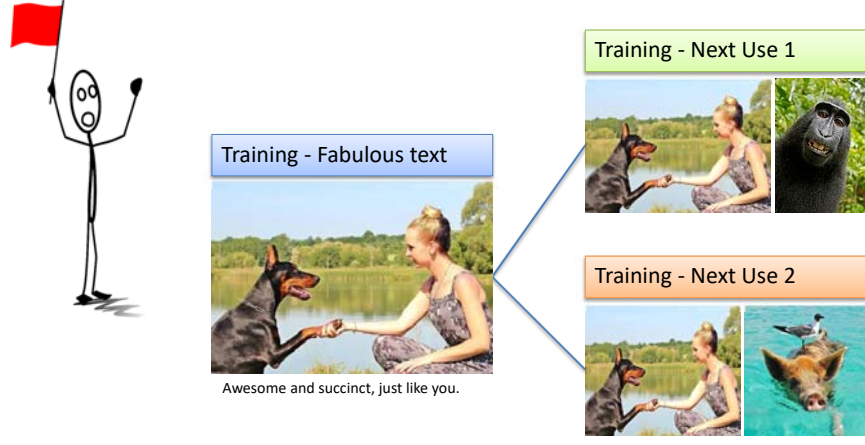 Training - Fabulous text
Awesome and succinct, just like you.
Training - Next Use 1
Training - Next Use 2